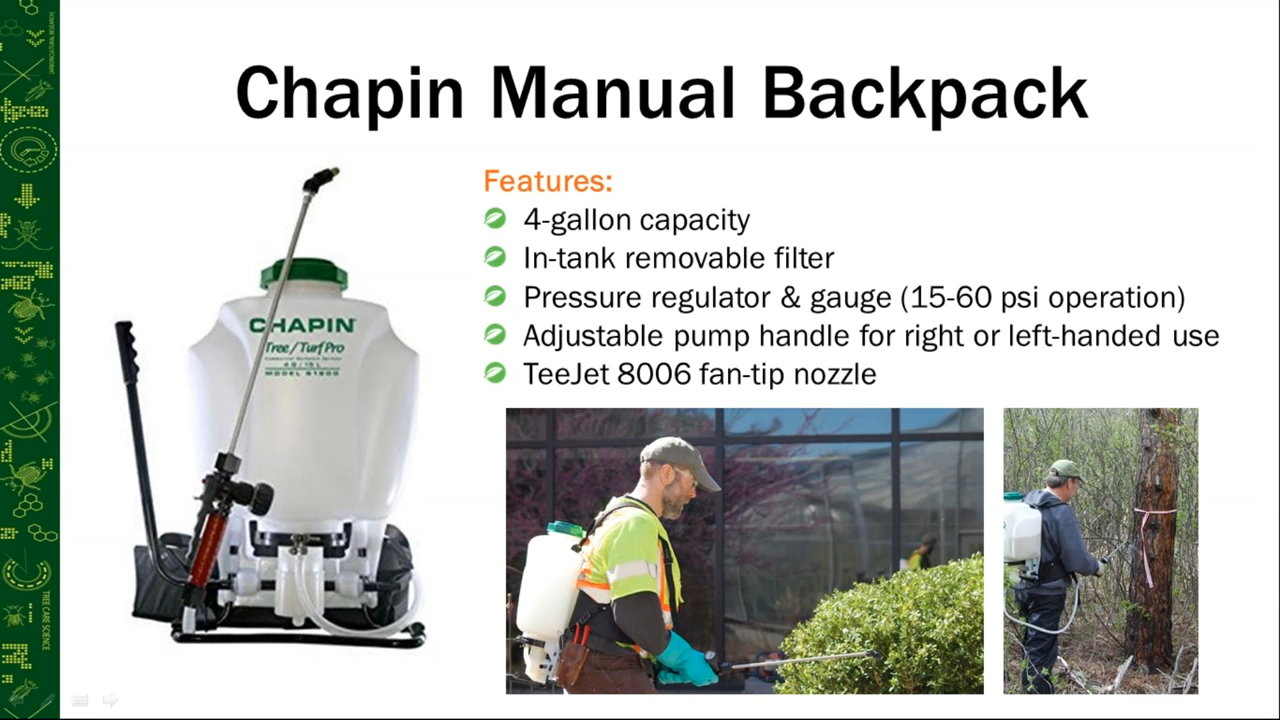 Chapin Manual Backpack
Features:
4-gallon capacity
In-tank removable filter
Pressure regulator & gauge (15-60 psi operation)
Adjustable pump handle for right or left-handed use
TeeJet 8006 fan-tip nozzle
CHAPIN
Tree/Turf Pro
MODEL 61900
TREE CARE SCIENCE